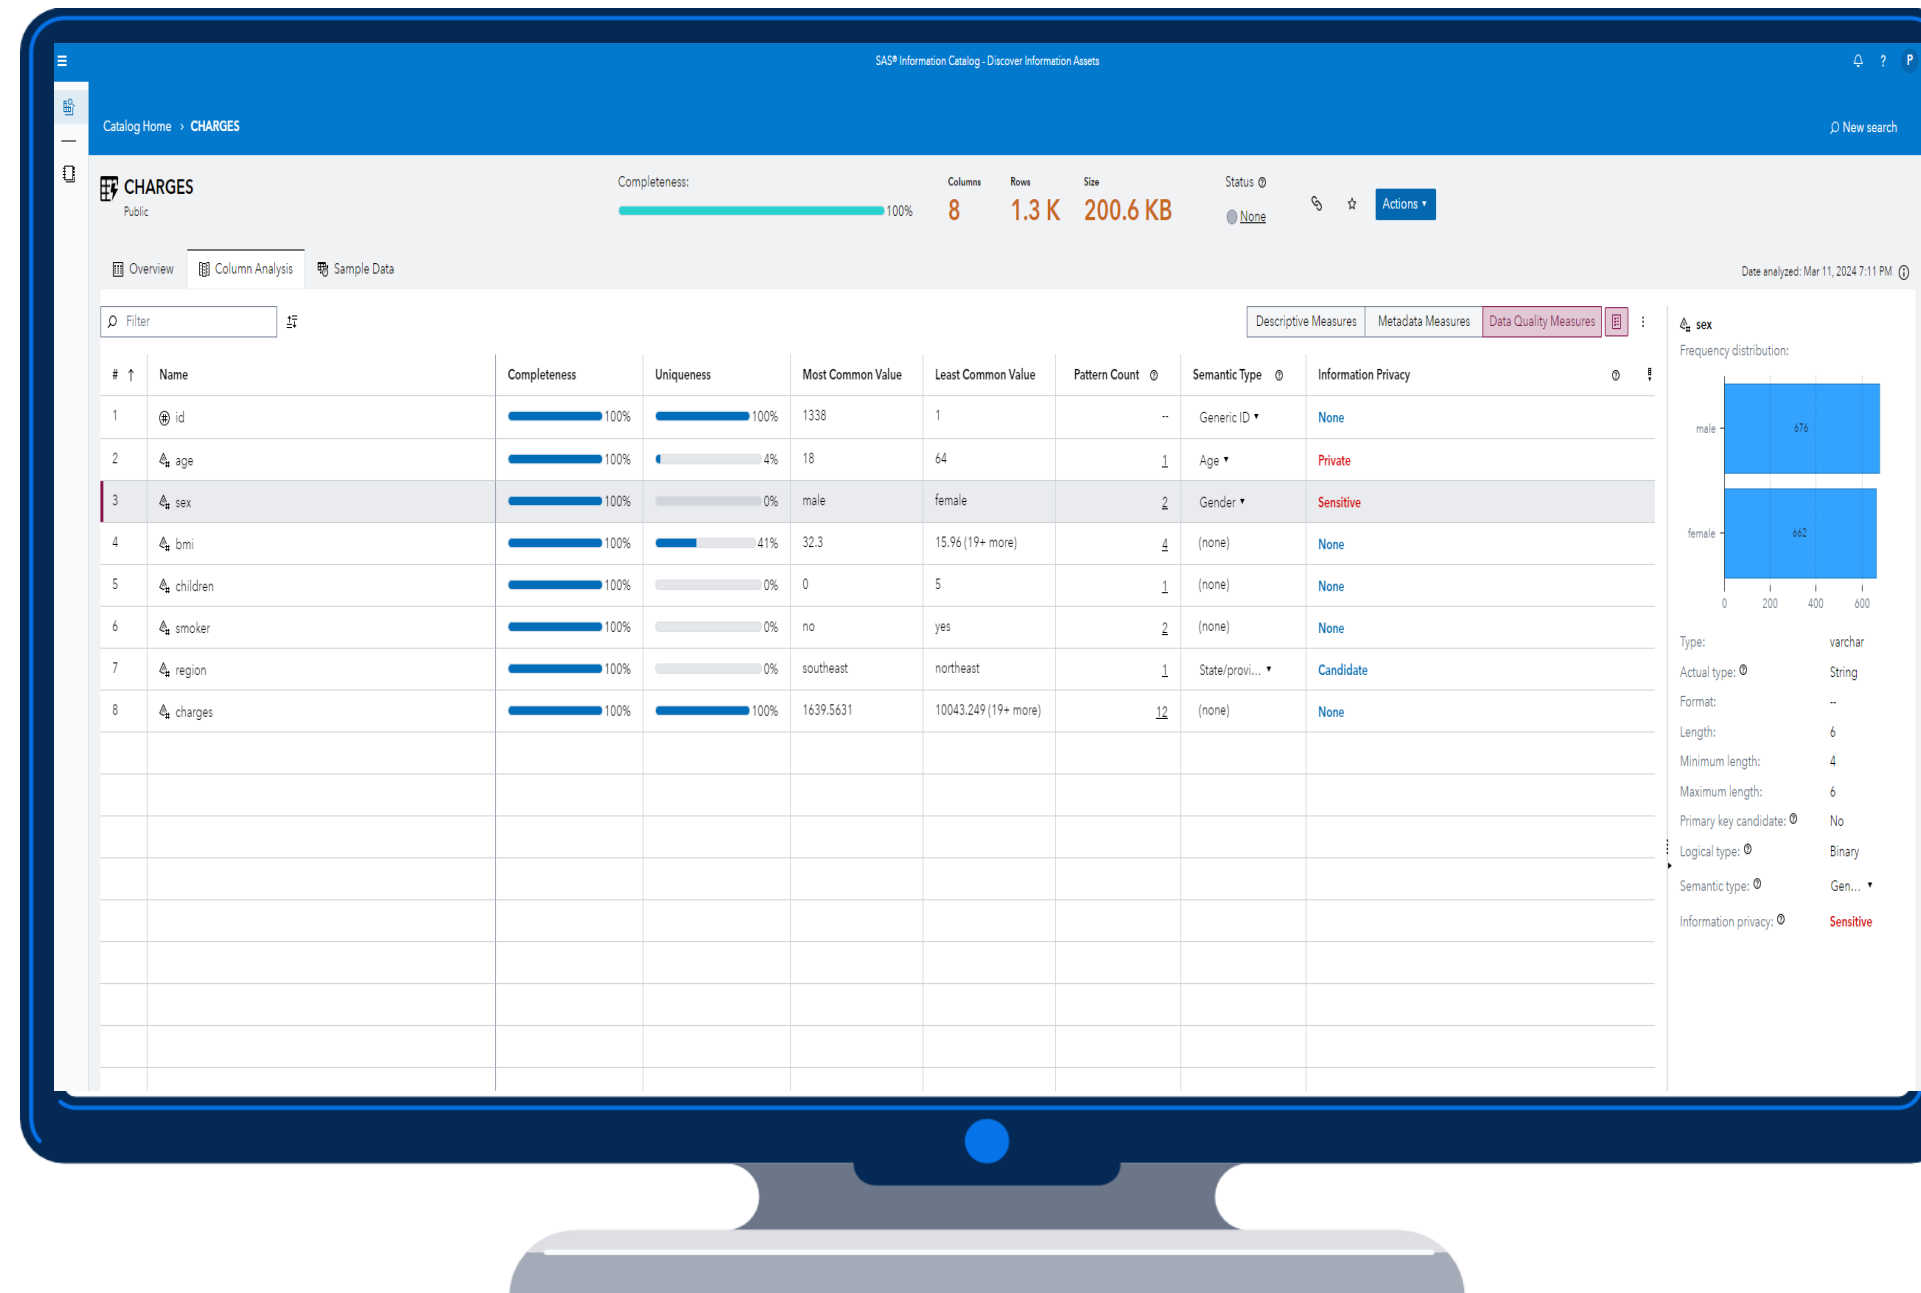 SAS® Information Catalog - Discover Information Assets
? P
Catalog Home > CHARGES
New search
CHARGES
Public
Completeness:
100%
Columns Rows Size
8 1.3 K 200.6 KB
Status
None
Actions
Overview Column Analysis Sample Data
Date analyzed: Mar 11, 2024 7:11 PM
Filter
Descriptive Measures Metadata Measures Data Quality Measures
# ↑ Name Completeness Uniqueness Most Common Value Least Common Value Pattern Count Semantic Type Information Privacy
1 id 100% 100% 1338 1 -- Generic ID None
2 age 100% 4% 18 64 1 Age Private
3 sex 100% 0% male female 2 Gender Sensitive
4 bmi 100% 41% 32.3 15.96 (19+ more) 4 (none) None
5 children 100% 0% 0 5 1 (none) None
6 smoker 100% 0% no yes 2 (none) None
7 region 100% 0% southeast northeast 1 State/provi... Candidate
8 charges 100% 100% 1639.5631 10043.249 (19+ more) 12 (none) None
sex
Frequency distribution:
male 676
female 662
0 200 400 600
Type: varchar
Actual type: String
Format: --
Length: 6
Minimum length: 4
Maximum length: 6
Primary key candidate: No
Logical type: Binary
Semantic type: Gen...
Information privacy: Sensitive